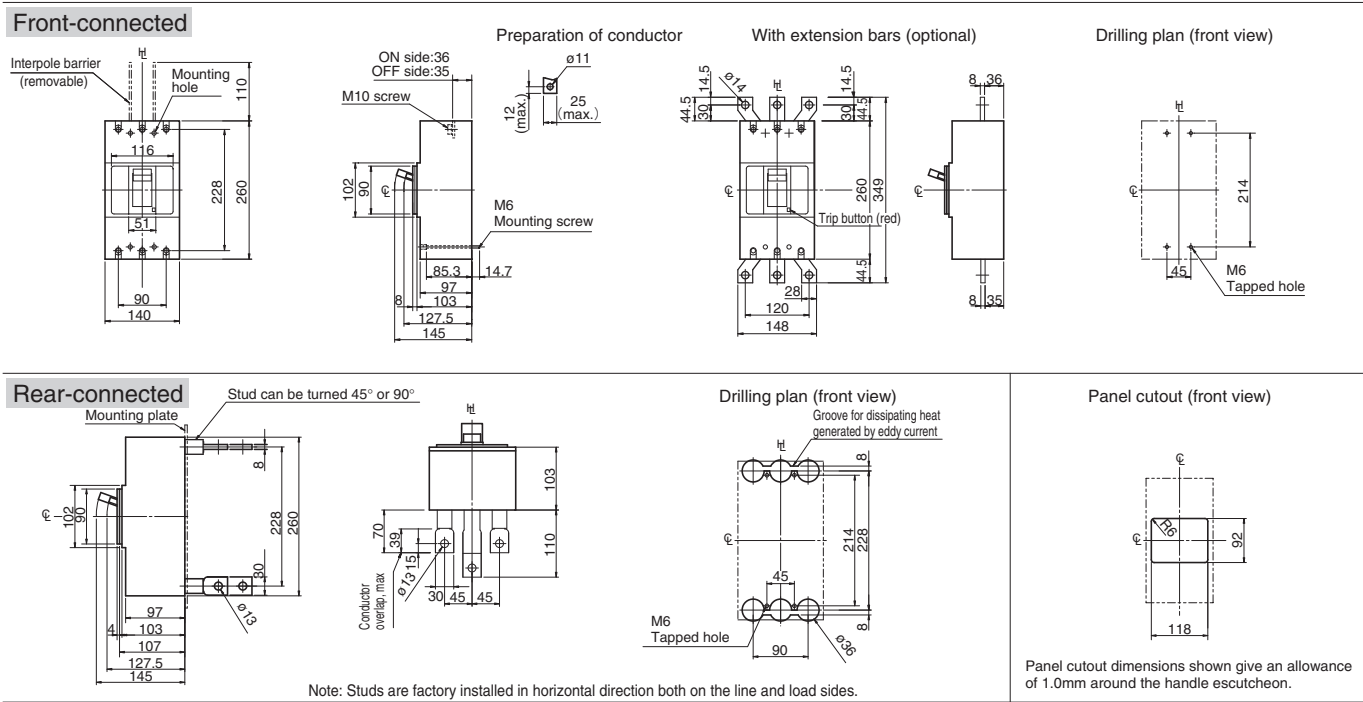 Front-connected
Interpole barrier
(removable)
Mounting
hole
110
116
228
260
51
90
140
ON side:36
OFF side:35
M10 screw
Preparation of conductor
ø11
12
(max.)
25
(max.)
102
90
M6
Mounting screw
85.3
14.7
97
8
103
127.5
145
With extension bars (optional)
ø14
14.5
44.5
30
14.5
30
44.5
260
349
Trip button (red)
44.5
28
120
148
8
36
8
35
Drilling plan (front view)
214
45
M6
Tapped hole
Rear-connected
Stud can be turned 45° or 90°
Mounting plate
8
102
90
228
260
30
ø13
97
4
103
107
127.5
145
103
70
39
15
110
Conductor
overlap, max
ø13
30
45
45
Drilling plan (front view)
Groove for dissipating heat
generated by eddy current
8
214
228
45
M6
Tapped hole
8
ø36
90
Note: Studs are factory installed in horizontal direction both on the line and load sides.
Panel cutout (front view)
R6
92
118
Panel cutout dimensions shown give an allowance
of 1.0mm around the handle escutcheon.